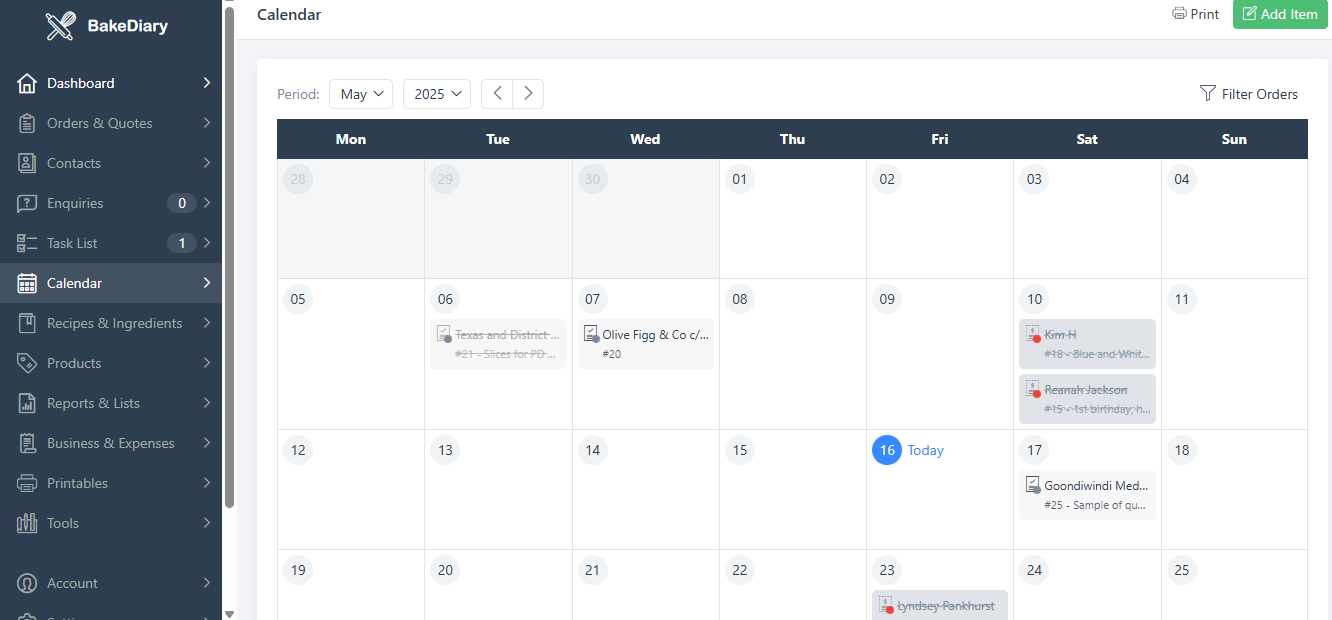 BakeDiary
Dashboard
Orders & Quotes
Contacts
Enquiries 0
Task List 1
Calendar
Recipes & Ingredients
Products
Reports & Lists
Business & Expenses
Printables
Tools
Account
Calendar
Print
Add Item
Period: May 2025
Filter Orders
Mon Tue Wed Thu Fri Sat Sun
28 29 30 01 02 03 04
05 06 07 08 09 10 11
Texas and District ...
#21 - Slices for PD ...
Olive Figg & Co c/...
#20
Kim H
#18 - Blue and Whit...
Reanah Jackson
#15 - 1st birthday, h...
12 13 14 15 16 Today 17 18
Goondiwindi Med...
#25 - Sample of qu...
19 20 21 22 23 24 25
Lyndsey Pankhurst